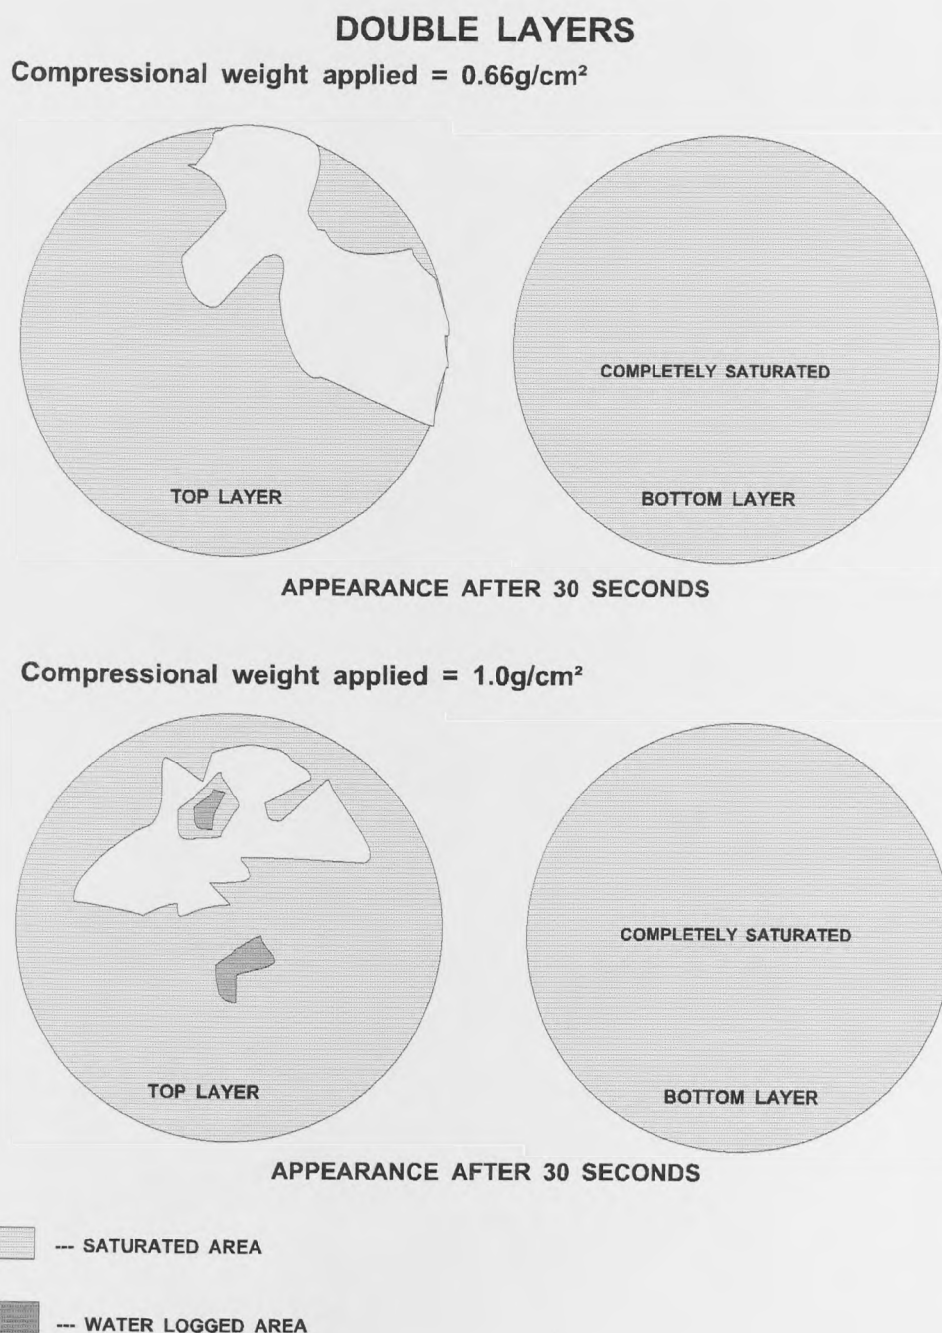 DOUBLE LAYERS
Compressional weight applied = 0.66g/cm²
COMPLETELY SATURATED
TOP LAYER
BOTTOM LAYER
APPEARANCE AFTER 30 SECONDS
Compressional weight applied = 1.0g/cm²
COMPLETELY SATURATED
TOP LAYER
BOTTOM LAYER
APPEARANCE AFTER 30 SECONDS
--- SATURATED AREA
--- WATER LOGGED AREA